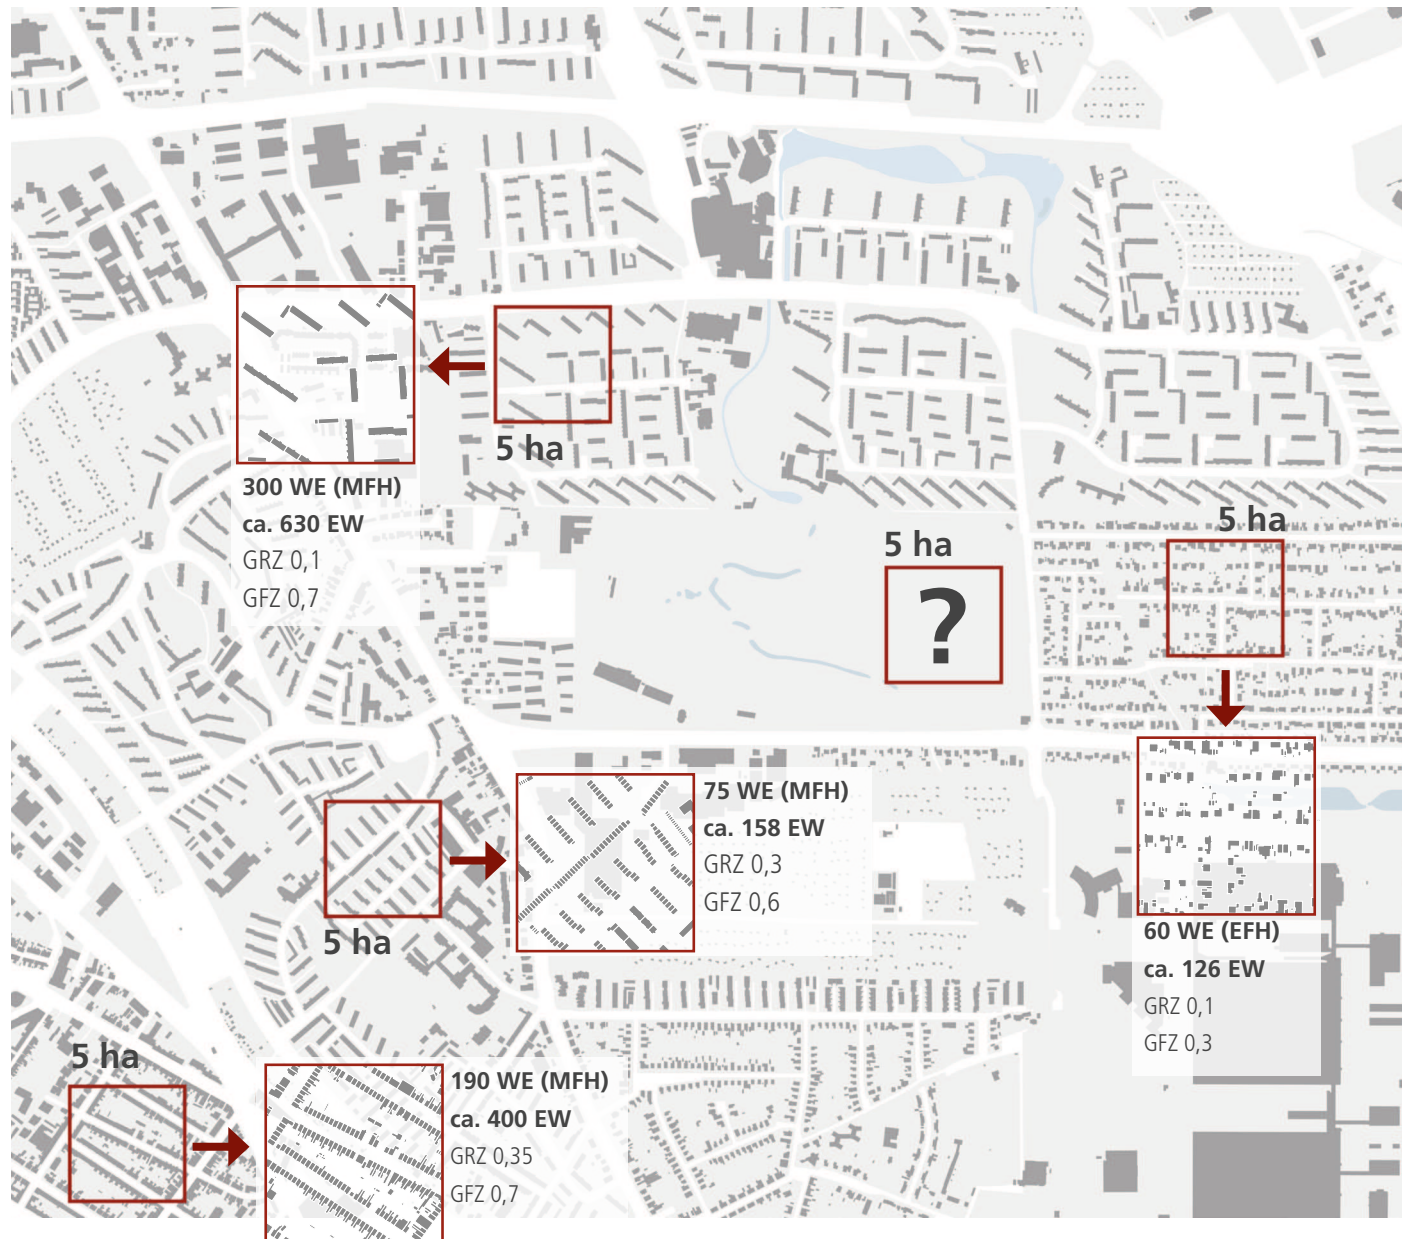 5 ha
300 WE (MFH)
ca. 630 EW
GRZ 0,1
GFZ 0,7
5 ha
?
5 ha
60 WE (EFH)
ca. 126 EW
GRZ 0,1
GFZ 0,3
5 ha
75 WE (MFH)
ca. 158 EW
GRZ 0,3
GFZ 0,6
5 ha
190 WE (MFH)
ca. 400 EW
GRZ 0,35
GFZ 0,7